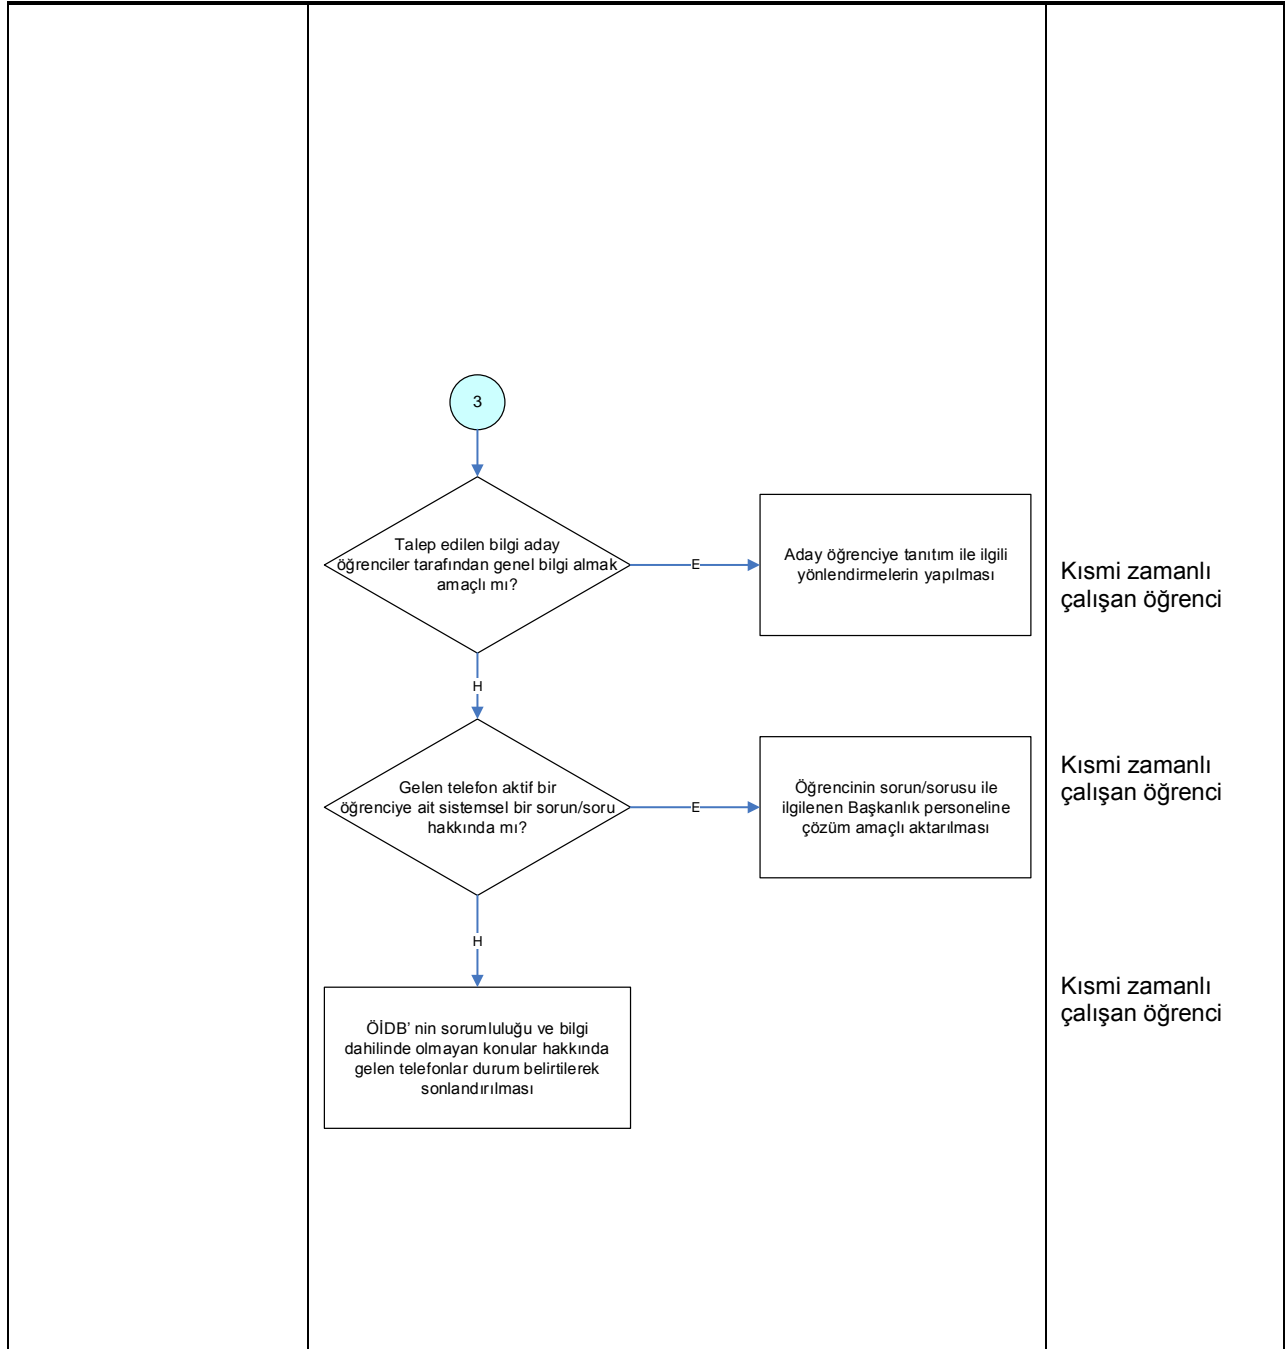 3
Talep edilen bilgi aday
öğrenciler tarafından genel bilgi almak
amaçlı mı?
E
Aday öğrenciye tanıtım ile ilgili
yönlendirmelerin yapılması
Kısmi zamanlı
çalışan öğrenci
H
Gelen telefon aktif bir
öğrenciye ait sistemsel bir sorun/soru
hakkında mı?
E
Öğrencinin sorun/sorusu ile
ilgilenen Başkanlık personeline
çözüm amaçlı aktarılması
Kısmi zamanlı
çalışan öğrenci
H
ÖİDB’ nin sorumluluğu ve bilgi
dahilinde olmayan konular hakkında
gelen telefonlar durum belirtilerek
sonlandırılması
Kısmi zamanlı
çalışan öğrenci